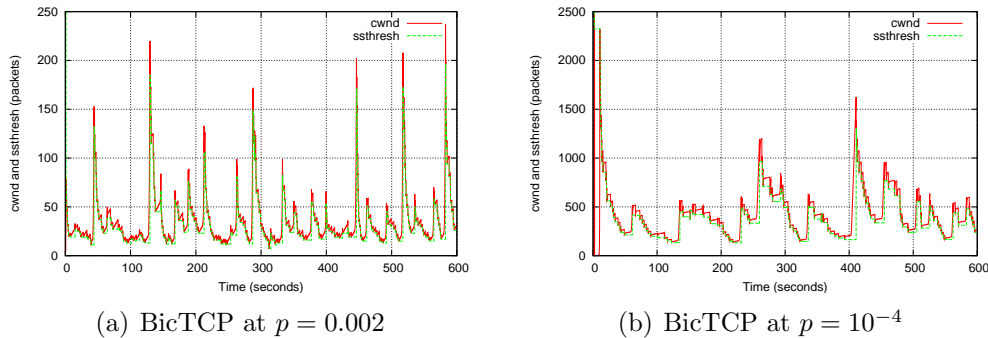 250
200
150
100
50
0
cwnd and ssthresh (packets)
cwnd
ssthresh
0 100 200 300 400 500 600
Time (seconds)
(a) BicTCP at p = 0.002
2500
2000
1500
1000
500
0
cwnd and ssthresh (packets)
cwnd
ssthresh
0 100 200 300 400 500 600
Time (seconds)
(b) BicTCP at p = 10⁻⁴